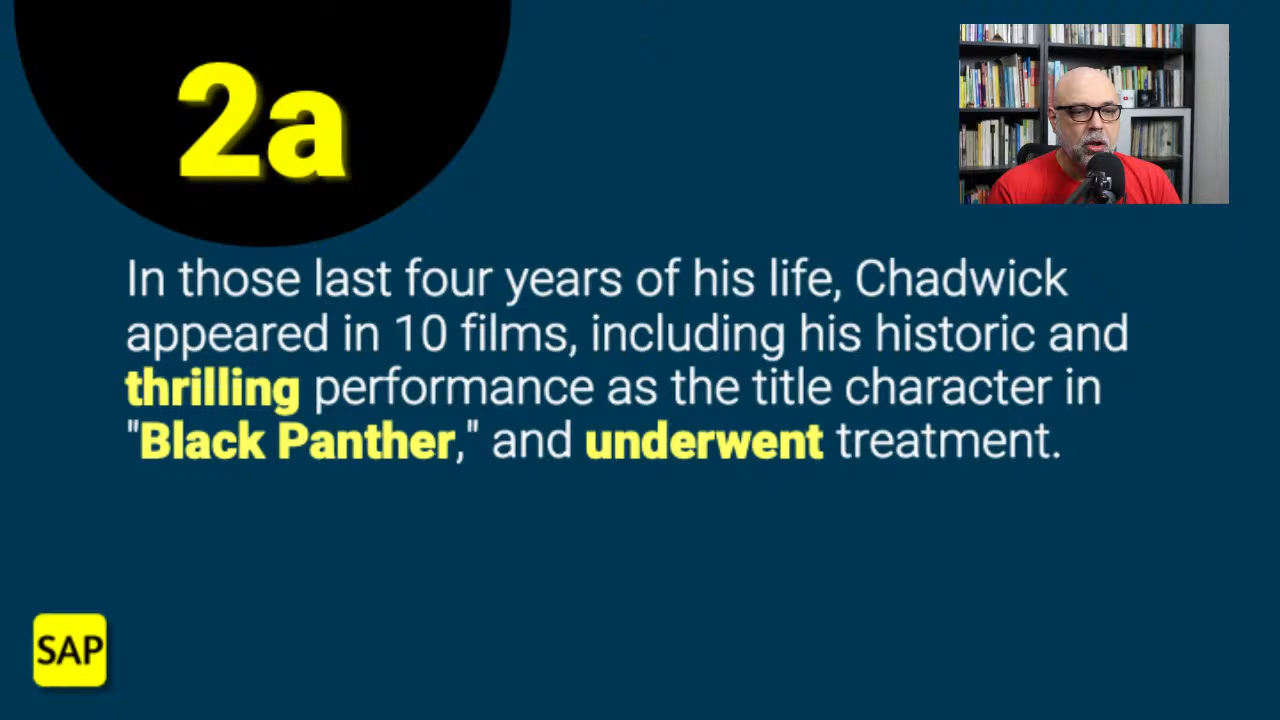 2a
In those last four years of his life, Chadwick
appeared in 10 films, including his historic and
thrilling performance as the title character in
"Black Panther," and underwent treatment.
SAP